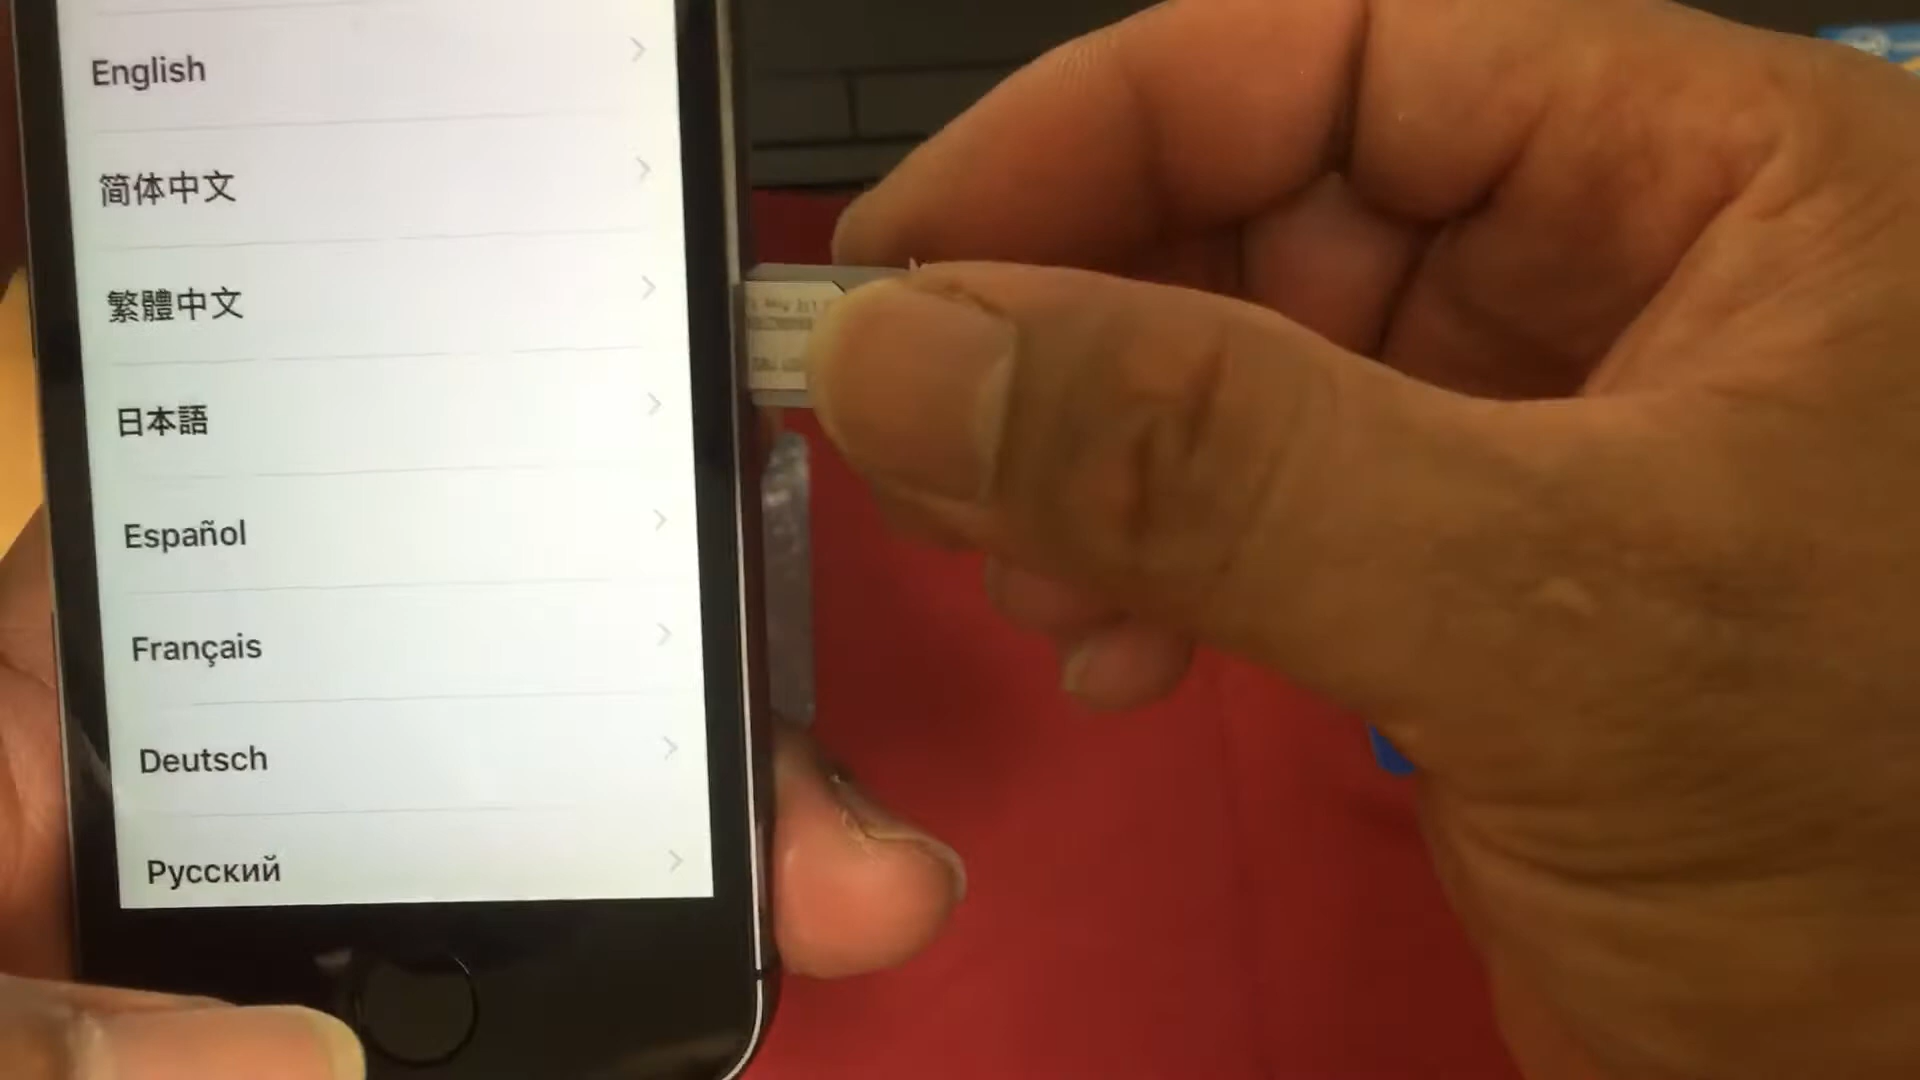 English
简体中文
繁體中文
日本語
Español
Français
Deutsch
Русский